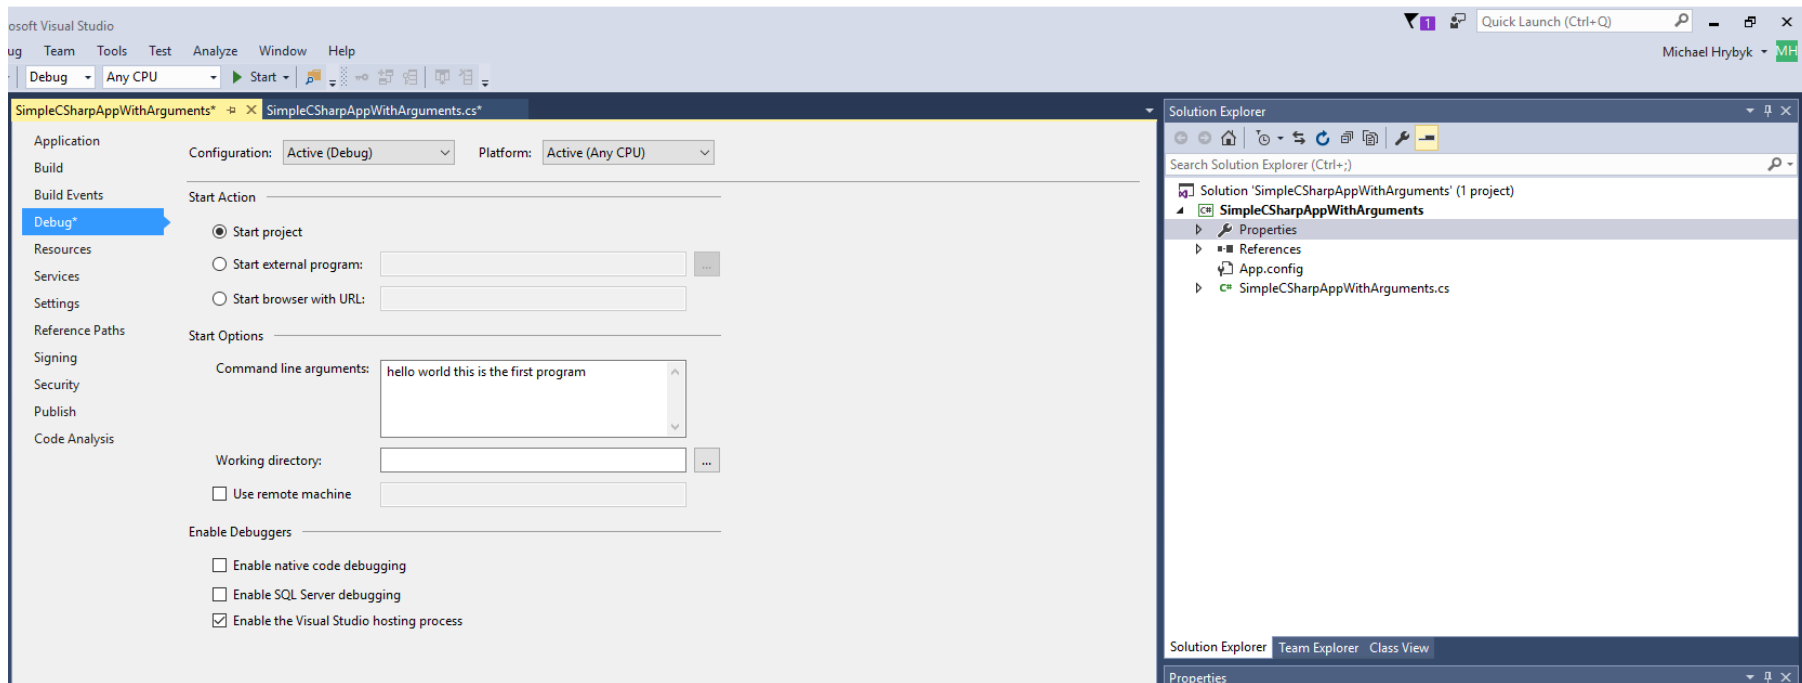 osoft Visual Studio
1
Quick Launch (Ctrl+Q)
ug Team Tools Test Analyze Window Help
Michael Hrybyk MH
Debug Any CPU Start
SimpleCSharpAppWithArguments* SimpleCSharpAppWithArguments.cs*
Application
Build
Build Events
Debug*
Resources
Services
Settings
Reference Paths
Signing
Security
Publish
Code Analysis
Configuration: Active (Debug) Platform: Active (Any CPU)
Start Action
Start project
Start external program: ...
Start browser with URL:
Start Options
Command line arguments: hello world this is the first program
Working directory: ...
Use remote machine
Enable Debuggers
Enable native code debugging
Enable SQL Server debugging
Enable the Visual Studio hosting process
Solution Explorer
Search Solution Explorer (Ctrl+;)
Solution 'SimpleCSharpAppWithArguments' (1 project)
C# SimpleCSharpAppWithArguments
Properties
References
App.config
C# SimpleCSharpAppWithArguments.cs
Solution Explorer Team Explorer Class View
Properties